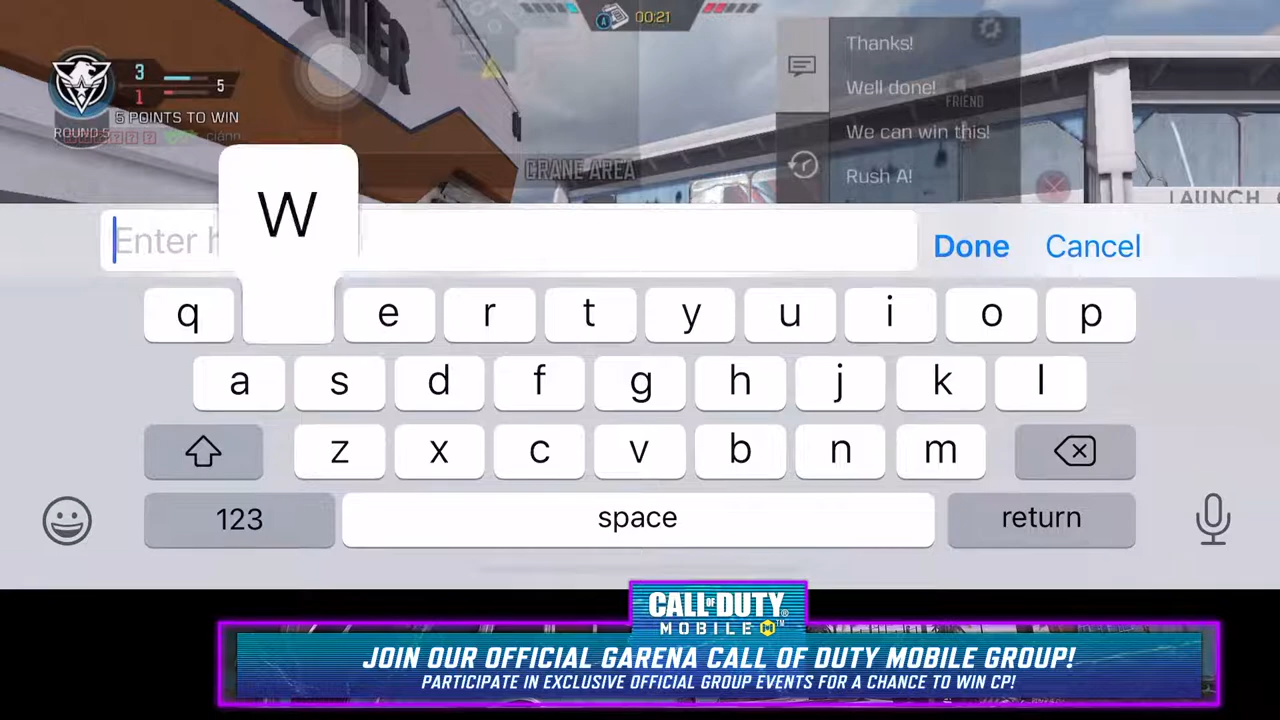 00:21
Thanks!
Well done!
FRIEND
We can win this!
Rush A!
3
1
5
5 POINTS TO WIN
ROUND 5
CRANE AREA
LAUNCH
W
Enter
Done
Cancel
q e r t y u i o p
a s d f g h j k l
z x c v b n m
123 space return
CALL OF DUTY
MOBILE
JOIN OUR OFFICIAL GARENA CALL OF DUTY MOBILE GROUP!
PARTICIPATE IN EXCLUSIVE OFFICIAL GROUP EVENTS FOR A CHANCE TO WIN CP!